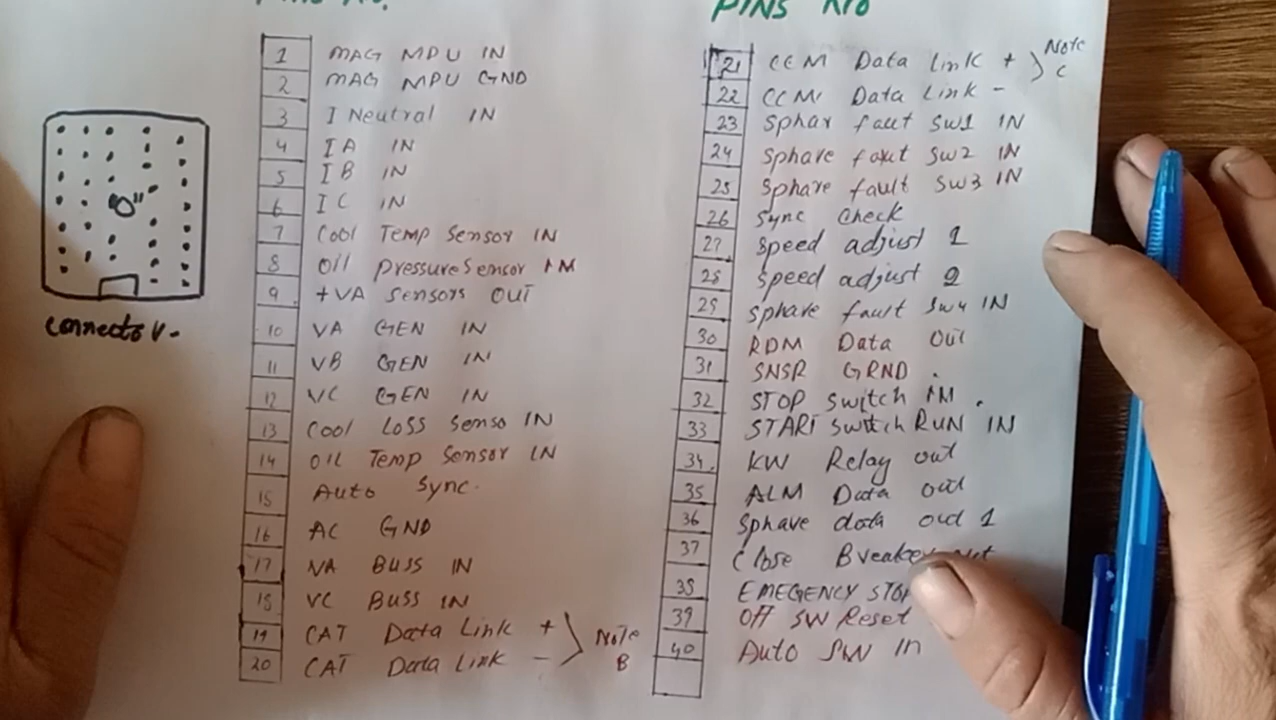 PINS No.
1 MAG MPU IN
2 MAG MPU GND
3 I Neutral IN
4 IA IN
5 IB IN
6 IC IN
7 Cool Temp Sensor IN
8 Oil Pressure Sensor IM
9 +VA Sensors OUT
10 VA GEN IN
11 VB GEN IN
12 VC GEN IN
13 Cool LOSS Senso IN
14 OIL Temp Sensor IN
15 Auto Sync.
16 AC GND
17 VA BUSS IN
18 VC BUSS IN
19 CAT Data Link +
20 CAT Data Link -
Note B
PINS No
21 CCM Data Link +
22 CCM Data Link -
Note C
23 Sphar fault SW1 IN
24 Sphare fault SW2 IN
25 Sphare fault SW3 IN
26 Sync check
27 Speed adjust 1
28 Speed adjust 2
29 Sphare fault SW4 IN
30 RDM Data Out
31 SNSR GRND.
32 STOP Switch IM.
33 START Switch RUN IN
34. KW Relay out
35 ALM Data out
36 Sphare data out 1
37 Close Breaker
38 EMEGENCY STOP
39 Off SW Reset
40 Auto SW In
connector-